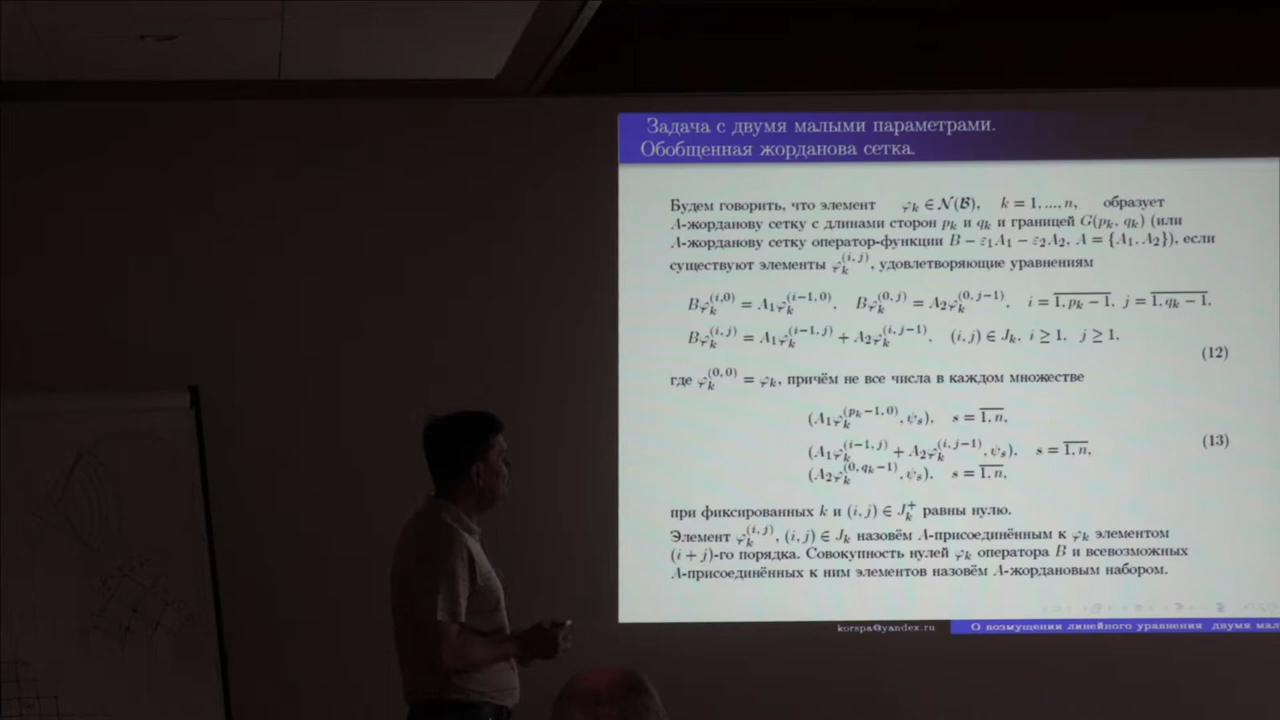 Задача с двумя малыми параметрами.
Обобщенная жорданова сетка.
Будем говорить, что элемент φ_k ∈ N(B), k = 1, ..., n, образует
A-жорданову сетку с длинами сторон p_k и q_k и границей G(p_k, q_k) (или
A-жорданову сетку оператор-функции B − ε_1A_1 − ε_2A_2, A = {A_1, A_2}), если
существуют элементы φ_k^{(i,j)}, удовлетворяющие уравнениям
Bφ_k^{(i,0)} = A_1φ_k^{(i−1,0)}, Bφ_k^{(0,j)} = A_2φ_k^{(0,j−1)}, i = \overline{1, p_k − 1}, j = \overline{1, q_k − 1},
Bφ_k^{(i,j)} = A_1φ_k^{(i−1,j)} + A_2φ_k^{(i,j−1)}, (i, j) ∈ J_k, i ≥ 1, j ≥ 1,
(12)
где φ_k^{(0,0)} = φ_k, причём не все числа в каждом множестве
(A_1φ_k^{(p_k−1,0)}, ψ_s), s = \overline{1, n},
(A_1φ_k^{(i−1,j)} + A_2φ_k^{(i,j−1)}, ψ_s), s = \overline{1, n},
(13)
(A_2φ_k^{(0,q_k−1)}, ψ_s), s = \overline{1, n},
при фиксированных k и (i, j) ∈ J_k^+ равны нулю.
Элемент φ_k^{(i,j)}, (i, j) ∈ J_k назовём A-присоединённым к φ_k элементом
(i + j)-го порядка. Совокупность нулей φ_k оператора B и всевозможных
A-присоединённых к ним элементов назовём A-жордановым набором.
korspa@yandex.ru О возмущении линейного уравнения двумя мал